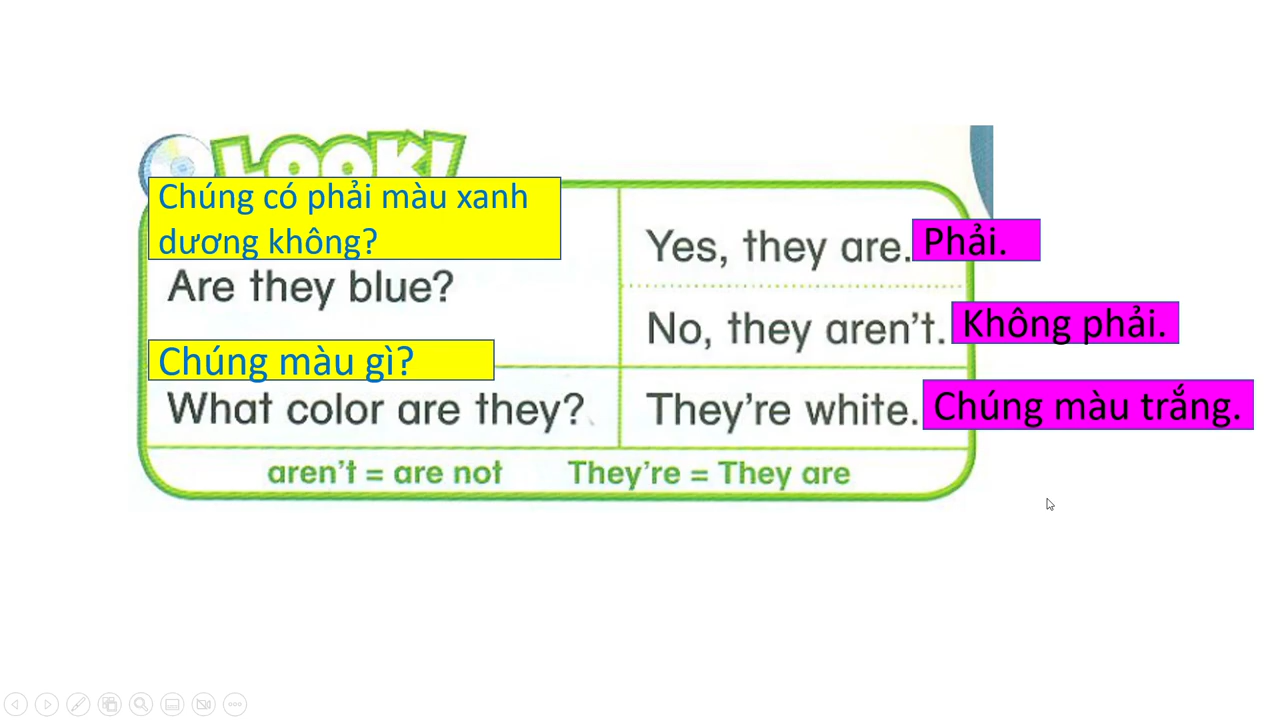 LOOK!
Chúng có phải màu xanh
dương không?
Are they blue?
Yes, they are.
Phải.
No, they aren't.
Không phải.
Chúng màu gì?
What color are they?
They're white.
Chúng màu trắng.
aren't = are not They're = They are